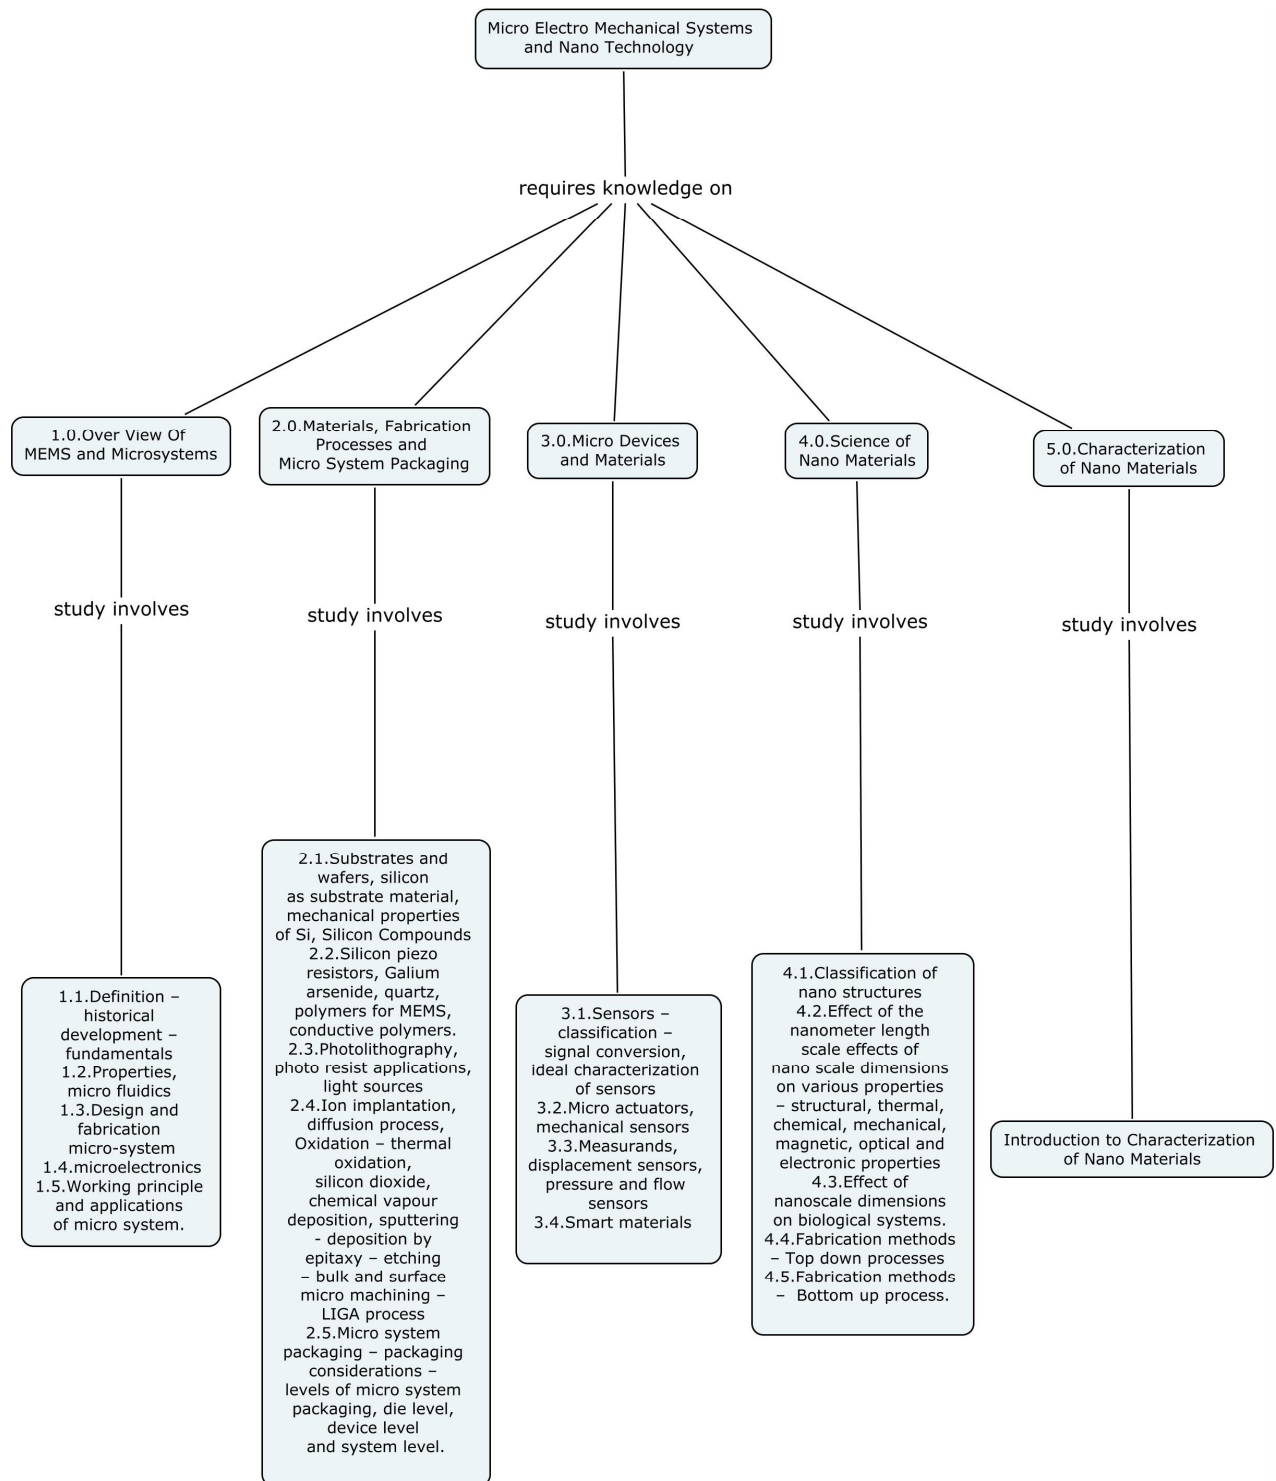 Micro Electro Mechanical Systems
and Nano Technology
requires knowledge on
1.0.Over View Of
MEMS and Microsystems
2.0.Materials, Fabrication
Processes and
Micro System Packaging
3.0.Micro Devices
and Materials
4.0.Science of
Nano Materials
5.0.Characterization
of Nano Materials
study involves
study involves
study involves
study involves
study involves
1.1.Definition –
historical
development –
fundamentals
1.2.Properties,
micro fluidics
1.3.Design and
fabrication
micro-system
1.4.microelectronics
1.5.Working principle
and applications
of micro system.
2.1.Substrates and
wafers, silicon
as substrate material,
mechanical properties
of Si, Silicon Compounds
2.2.Silicon piezo
resistors, Galium
arsenide, quartz,
polymers for MEMS,
conductive polymers.
2.3.Photolithography,
photo resist applications,
light sources
2.4.Ion implantation,
diffusion process,
Oxidation – thermal
oxidation,
silicon dioxide,
chemical vapour
deposition, sputtering
- deposition by
epitaxy – etching
– bulk and surface
micro machining –
LIGA process
2.5.Micro system
packaging – packaging
considerations –
levels of micro system
packaging, die level,
device level
and system level.
3.1.Sensors –
classification –
signal conversion,
ideal characterization
of sensors
3.2.Micro actuators,
mechanical sensors
3.3.Measurands,
displacement sensors,
pressure and flow
sensors
3.4.Smart materials
4.1.Classification of
nano structures
4.2.Effect of the
nanometer length
scale effects of
nano scale dimensions
on various properties
– structural, thermal,
chemical, mechanical,
magnetic, optical and
electronic properties
4.3.Effect of
nanoscale dimensions
on biological systems.
4.4.Fabrication methods
– Top down processes
4.5.Fabrication methods
– Bottom up process.
Introduction to Characterization
of Nano Materials